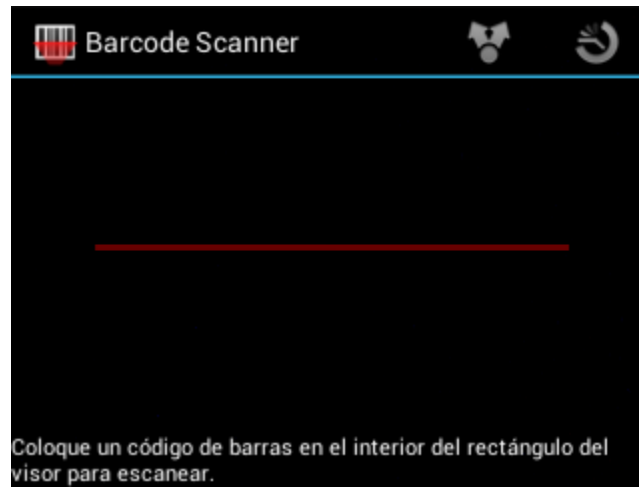 Barcode Scanner
Coloque un código de barras en el interior del rectángulo del
visor para escanear.